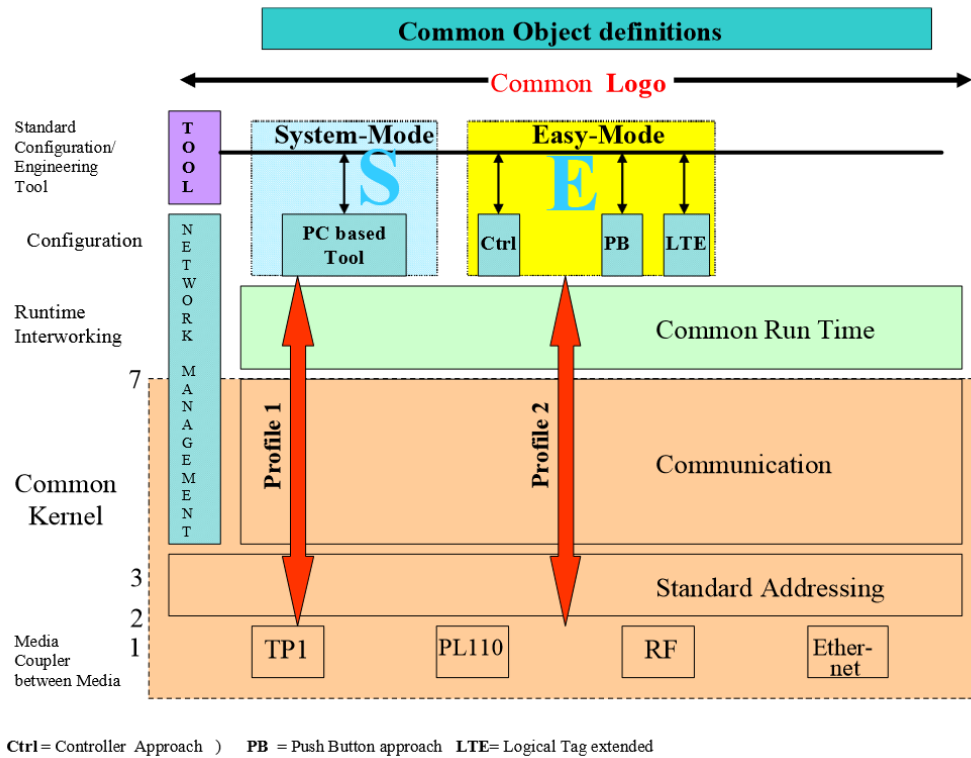 Common Object definitions
Common Logo
Standard
Configuration/
Engineering
Tool
TOOL
System-Mode
S
Easy-Mode
E
Configuration
PC based
Tool
Ctrl
PB
LTE
NETWORK MANAGEMENT
Runtime
Interworking
Common Run Time
7
Profile 1
Profile 2
Communication
Common
Kernel
3
Standard Addressing
2
1
Media
Coupler
between Media
TP1
PL110
RF
Ether-
net
Ctrl = Controller Approach ) PB = Push Button approach LTE= Logical Tag extended